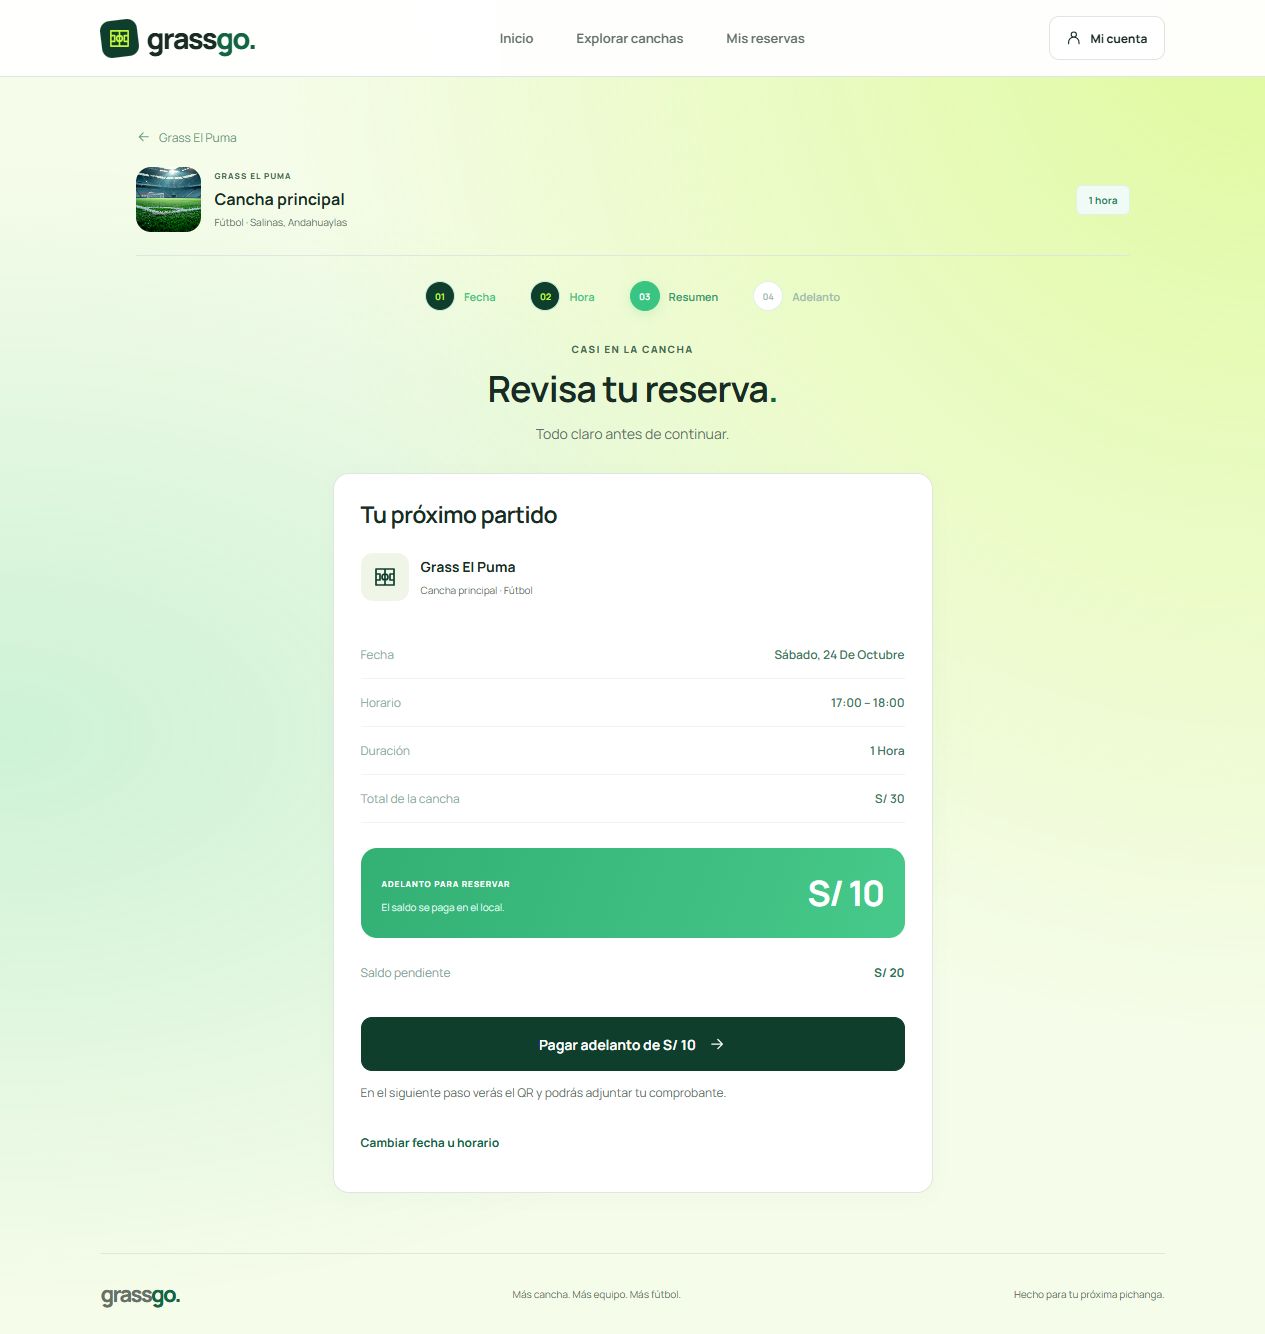 grassgo.
Inicio
Explorar canchas
Mis reservas
Mi cuenta
Grass El Puma
GRASS EL PUMA
Cancha principal
Fútbol · Salinas, Andahuaylas
1 hora
01 Fecha
02 Hora
03 Resumen
04 Adelanto
CASI EN LA CANCHA
Revisa tu reserva.
Todo claro antes de continuar.
Tu próximo partido
Grass El Puma
Cancha principal · Fútbol
Fecha Sábado, 24 De Octubre
Horario 17:00 – 18:00
Duración 1 Hora
Total de la cancha S/ 30
ADELANTO PARA RESERVAR
El saldo se paga en el local.
S/ 10
Saldo pendiente S/ 20
Pagar adelanto de S/ 10
En el siguiente paso verás el QR y podrás adjuntar tu comprobante.
Cambiar fecha u horario
grassgo.
Más cancha. Más equipo. Más fútbol.
Hecho para tu próxima pichanga.